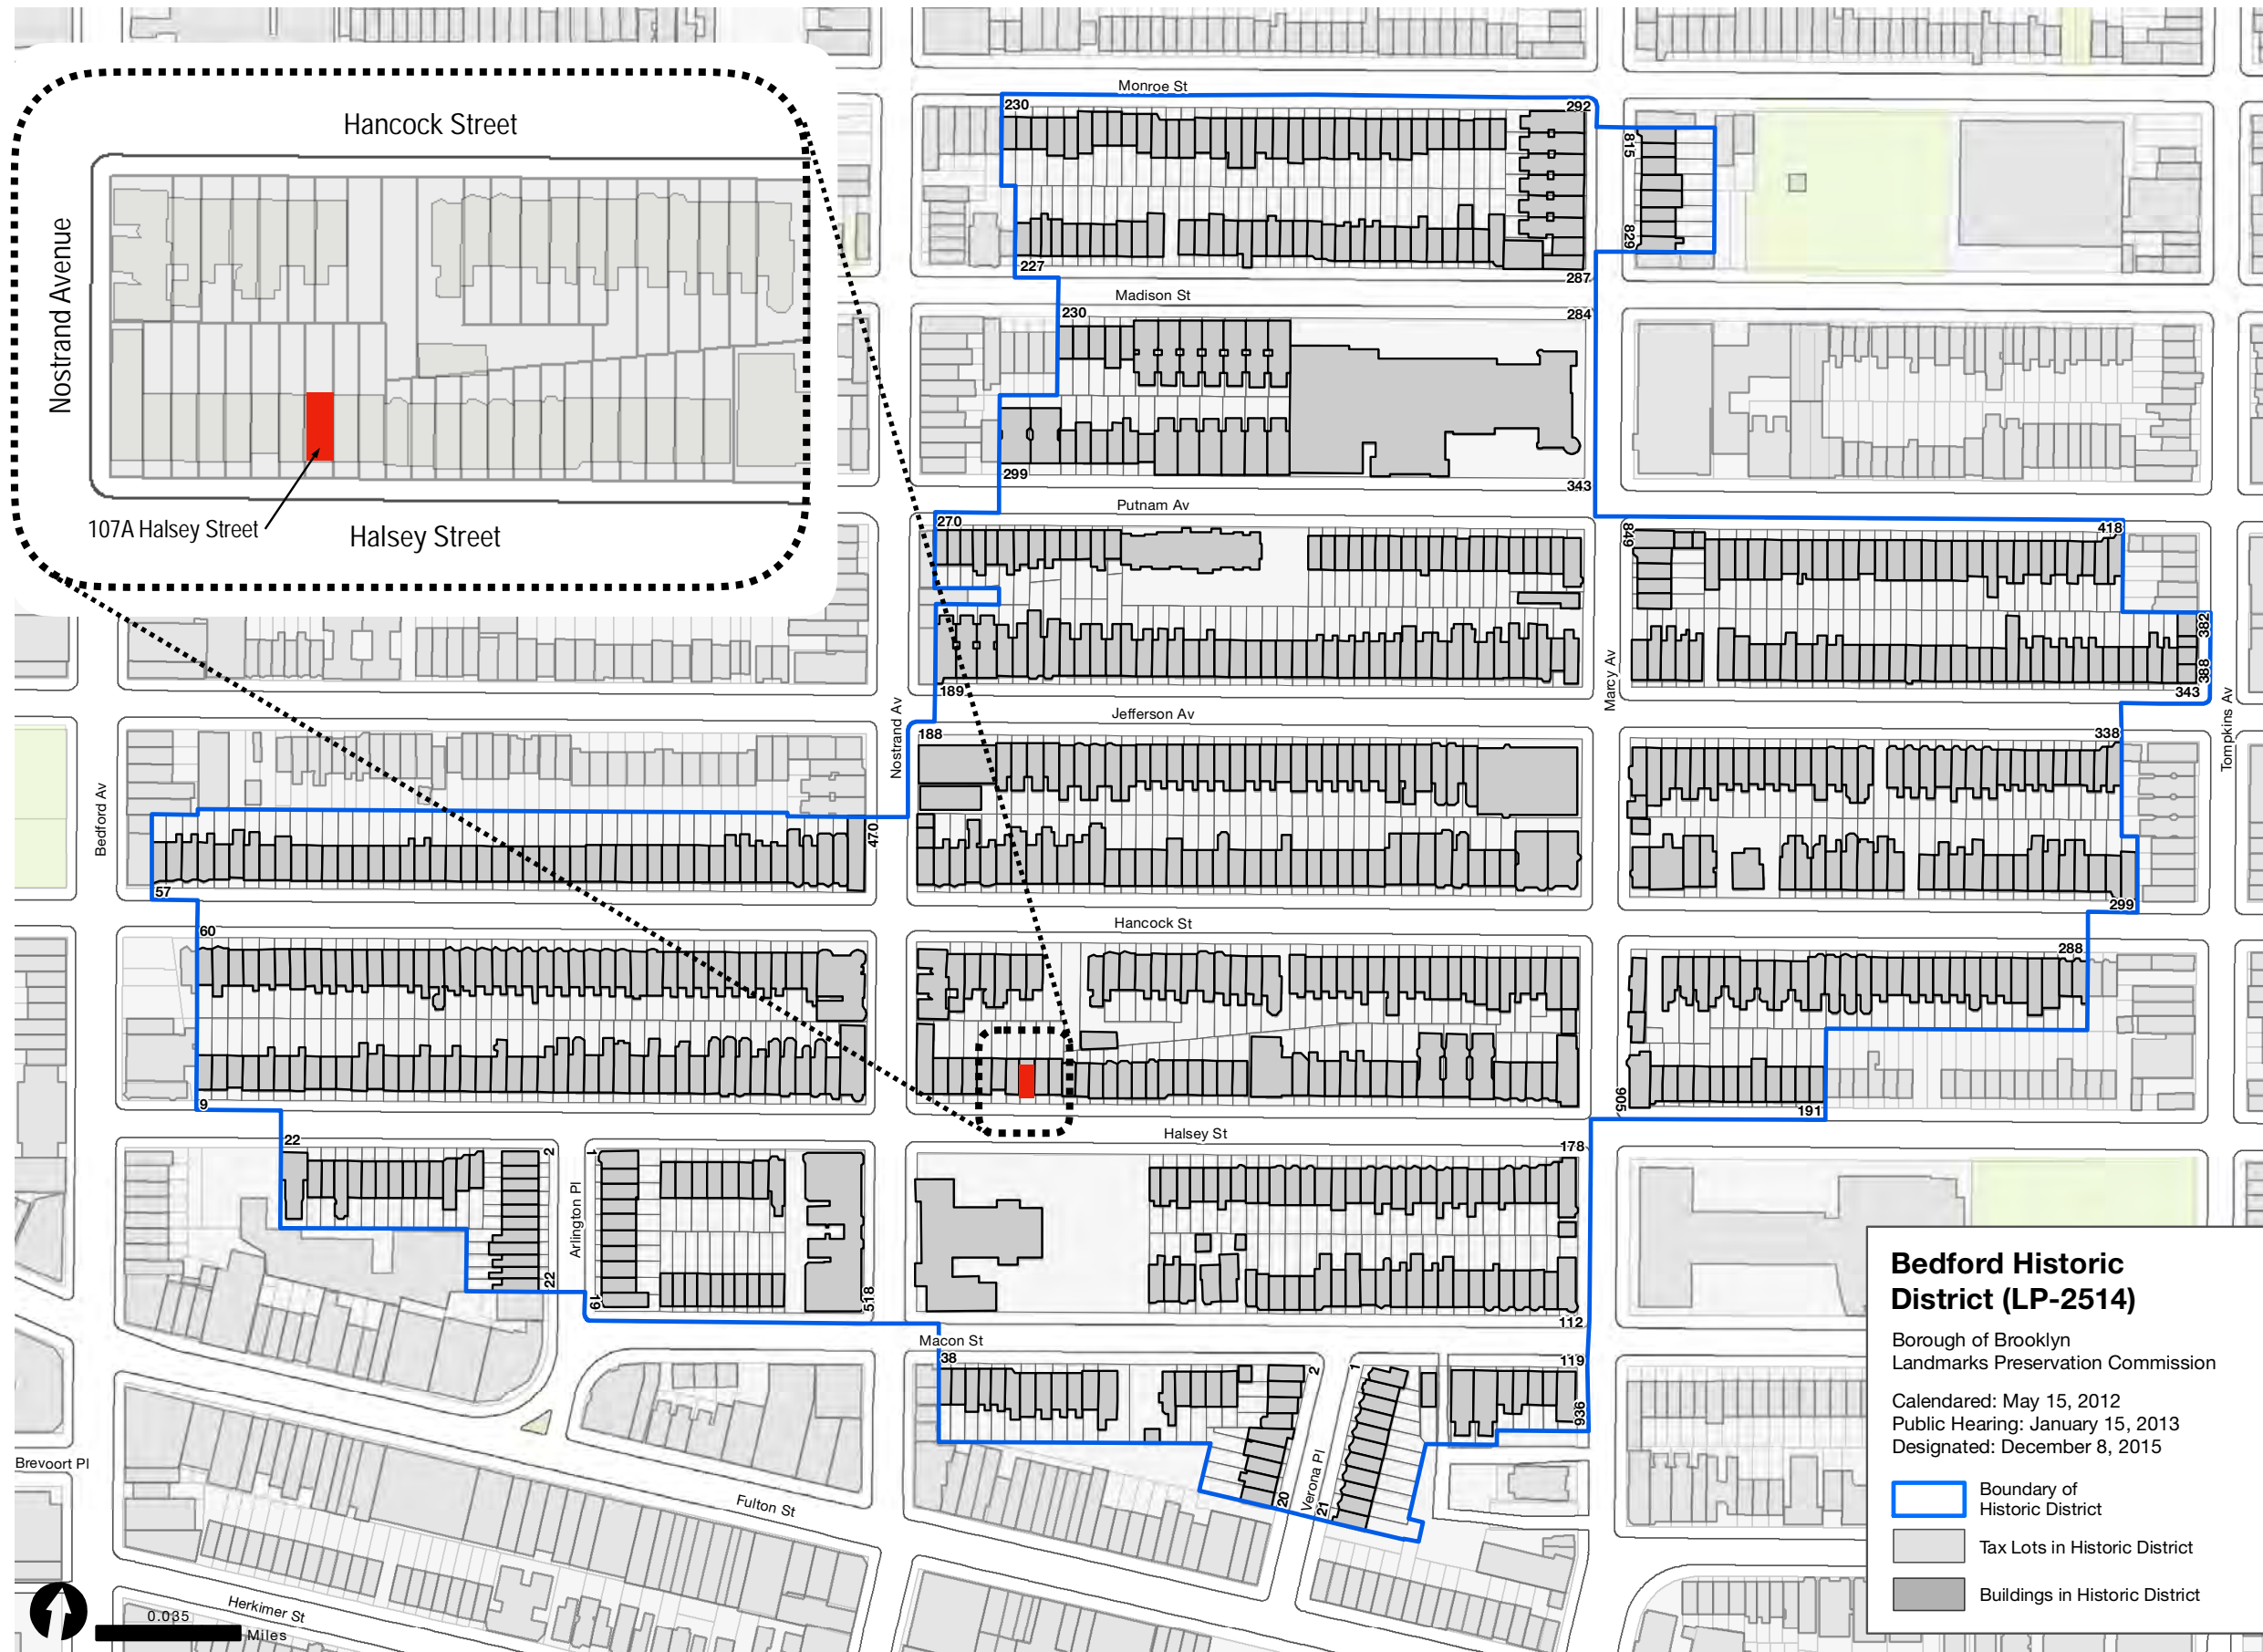 Monroe St
230
292
Hancock Street
815
Nostrand Avenue
829
227
287
Madison St
230
284
299
343
Putnam Av
107A Halsey Street
Halsey Street
270
849
418
382
388
189
343
Marcy Av
Jefferson Av
Nostrand Av
Tompkins Av
188
338
Bedford Av
470
57
299
Hancock St
60
288
9
905
191
Halsey St
22
2
1
178
Arlington Pl
22
19
518
112
Macon St
38
2
1
119
936
Brevoort Pl
Verona Pl
20
21
Fulton St
Herkimer St
0.035
Miles
Bedford Historic
District (LP-2514)
Borough of Brooklyn
Landmarks Preservation Commission
Calendared: May 15, 2012
Public Hearing: January 15, 2013
Designated: December 8, 2015
Boundary of
Historic District
Tax Lots in Historic District
Buildings in Historic District